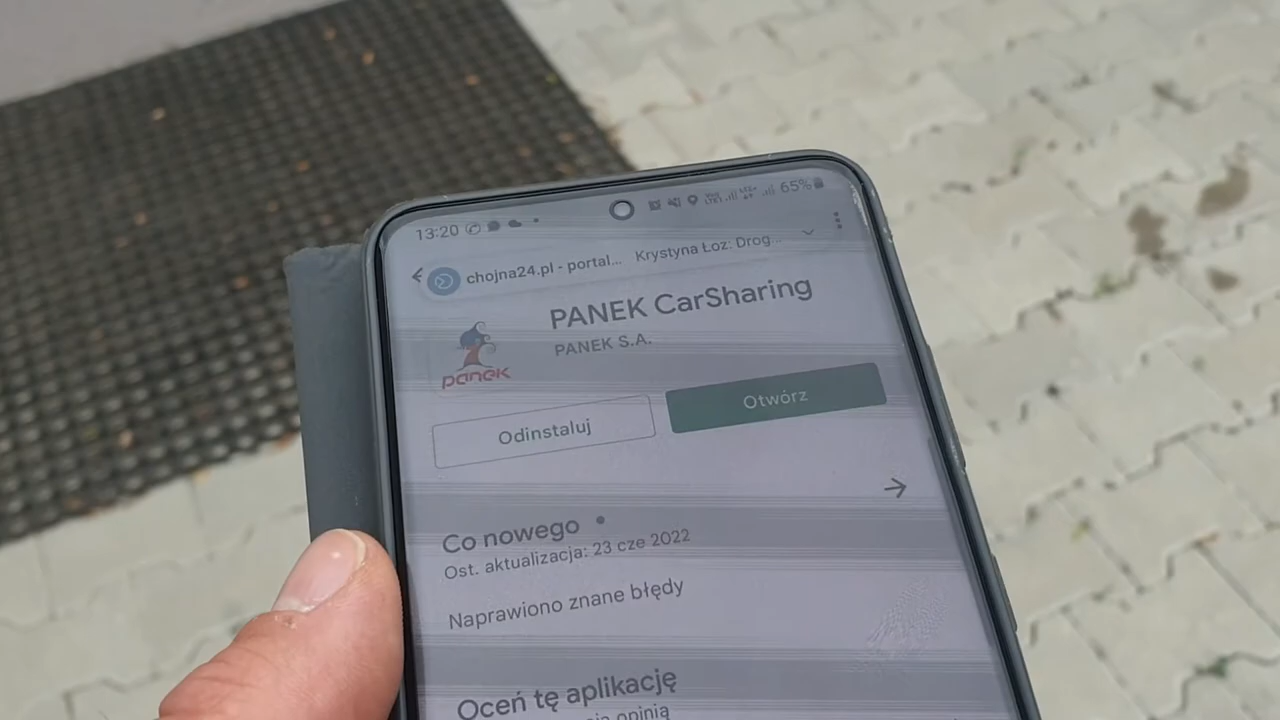 13:20 65%
chojna24.pl - portal... Krystyna Łoz: Drog...
PANEK CarSharing
PANEK S.A.
panek
Odinstaluj
Otwórz
Co nowego
Ost. aktualizacja: 23 cze 2022
Naprawiono znane błędy
Oceń tę aplikację
opinią